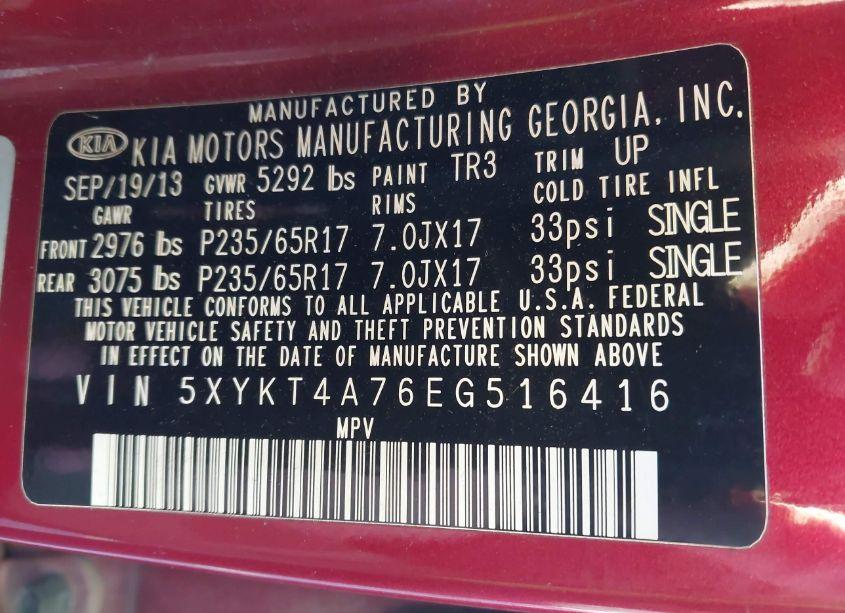 MANUFACTURED BY
KIA KIA MOTORS MANUFACTURING GEORGIA, INC.
SEP/19/13 GVWR 5292 lbs PAINT TR3 TRIM UP
GAWR TIRES RIMS COLD TIRE INFL
FRONT 2976 lbs P235/65R17 7.0JX17 33psi SINGLE
REAR 3075 lbs P235/65R17 7.0JX17 33psi SINGLE
THIS VEHICLE CONFORMS TO ALL APPLICABLE U.S.A. FEDERAL
MOTOR VEHICLE SAFETY AND THEFT PREVENTION STANDARDS
IN EFFECT ON THE DATE OF MANUFACTURE SHOWN ABOVE
VIN 5XYKT4A76EG516416
MPV